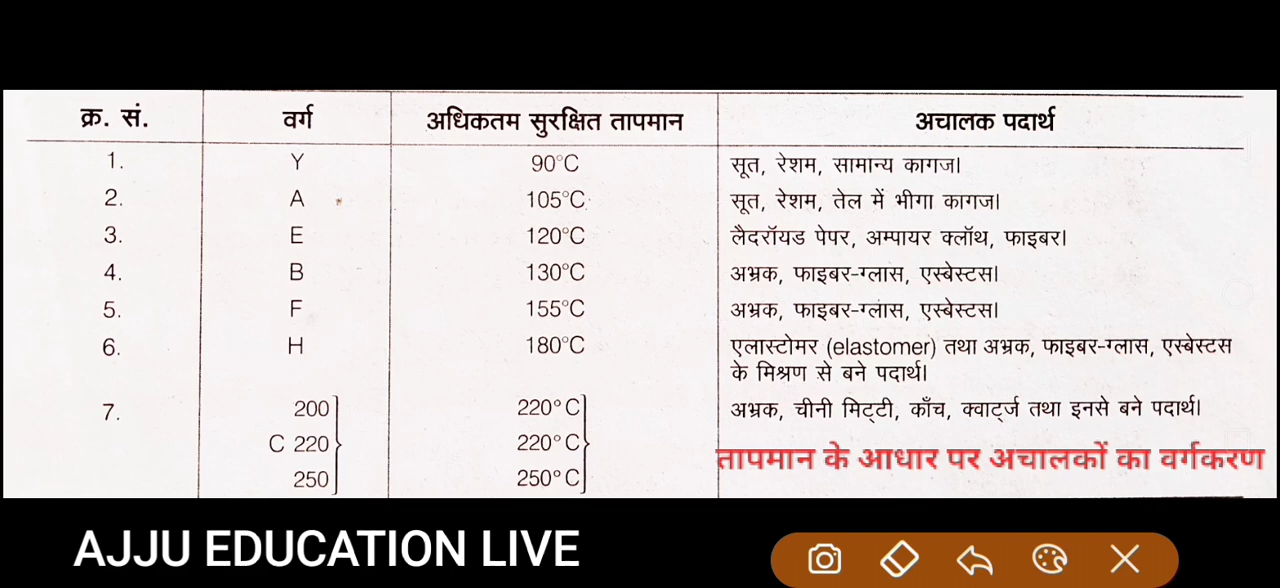 क्र. सं. वर्ग अधिकतम सुरक्षित तापमान अचालक पदार्थ
1. Y 90°C सूत, रेशम, सामान्य कागज।
2. A 105°C सूत, रेशम, तेल में भीगा कागज।
3. E 120°C लैदरॉयड पेपर, अम्पायर क्लॉथ, फाइबर।
4. B 130°C अभ्रक, फाइबर-ग्लास, एस्बेस्टस।
5. F 155°C अभ्रक, फाइबर-ग्लास, एस्बेस्टस।
6. H 180°C एलास्टोमर (elastomer) तथा अभ्रक, फाइबर-ग्लास, एस्बेस्टस
के मिश्रण से बने पदार्थ।
7. 200 220°C अभ्रक, चीनी मिट्टी, काँच, क्वार्ट्ज तथा इनसे बने पदार्थ।
C 220 220°C
250 250°C
तापमान के आधार पर अचालकों का वर्गकरण
AJJU EDUCATION LIVE